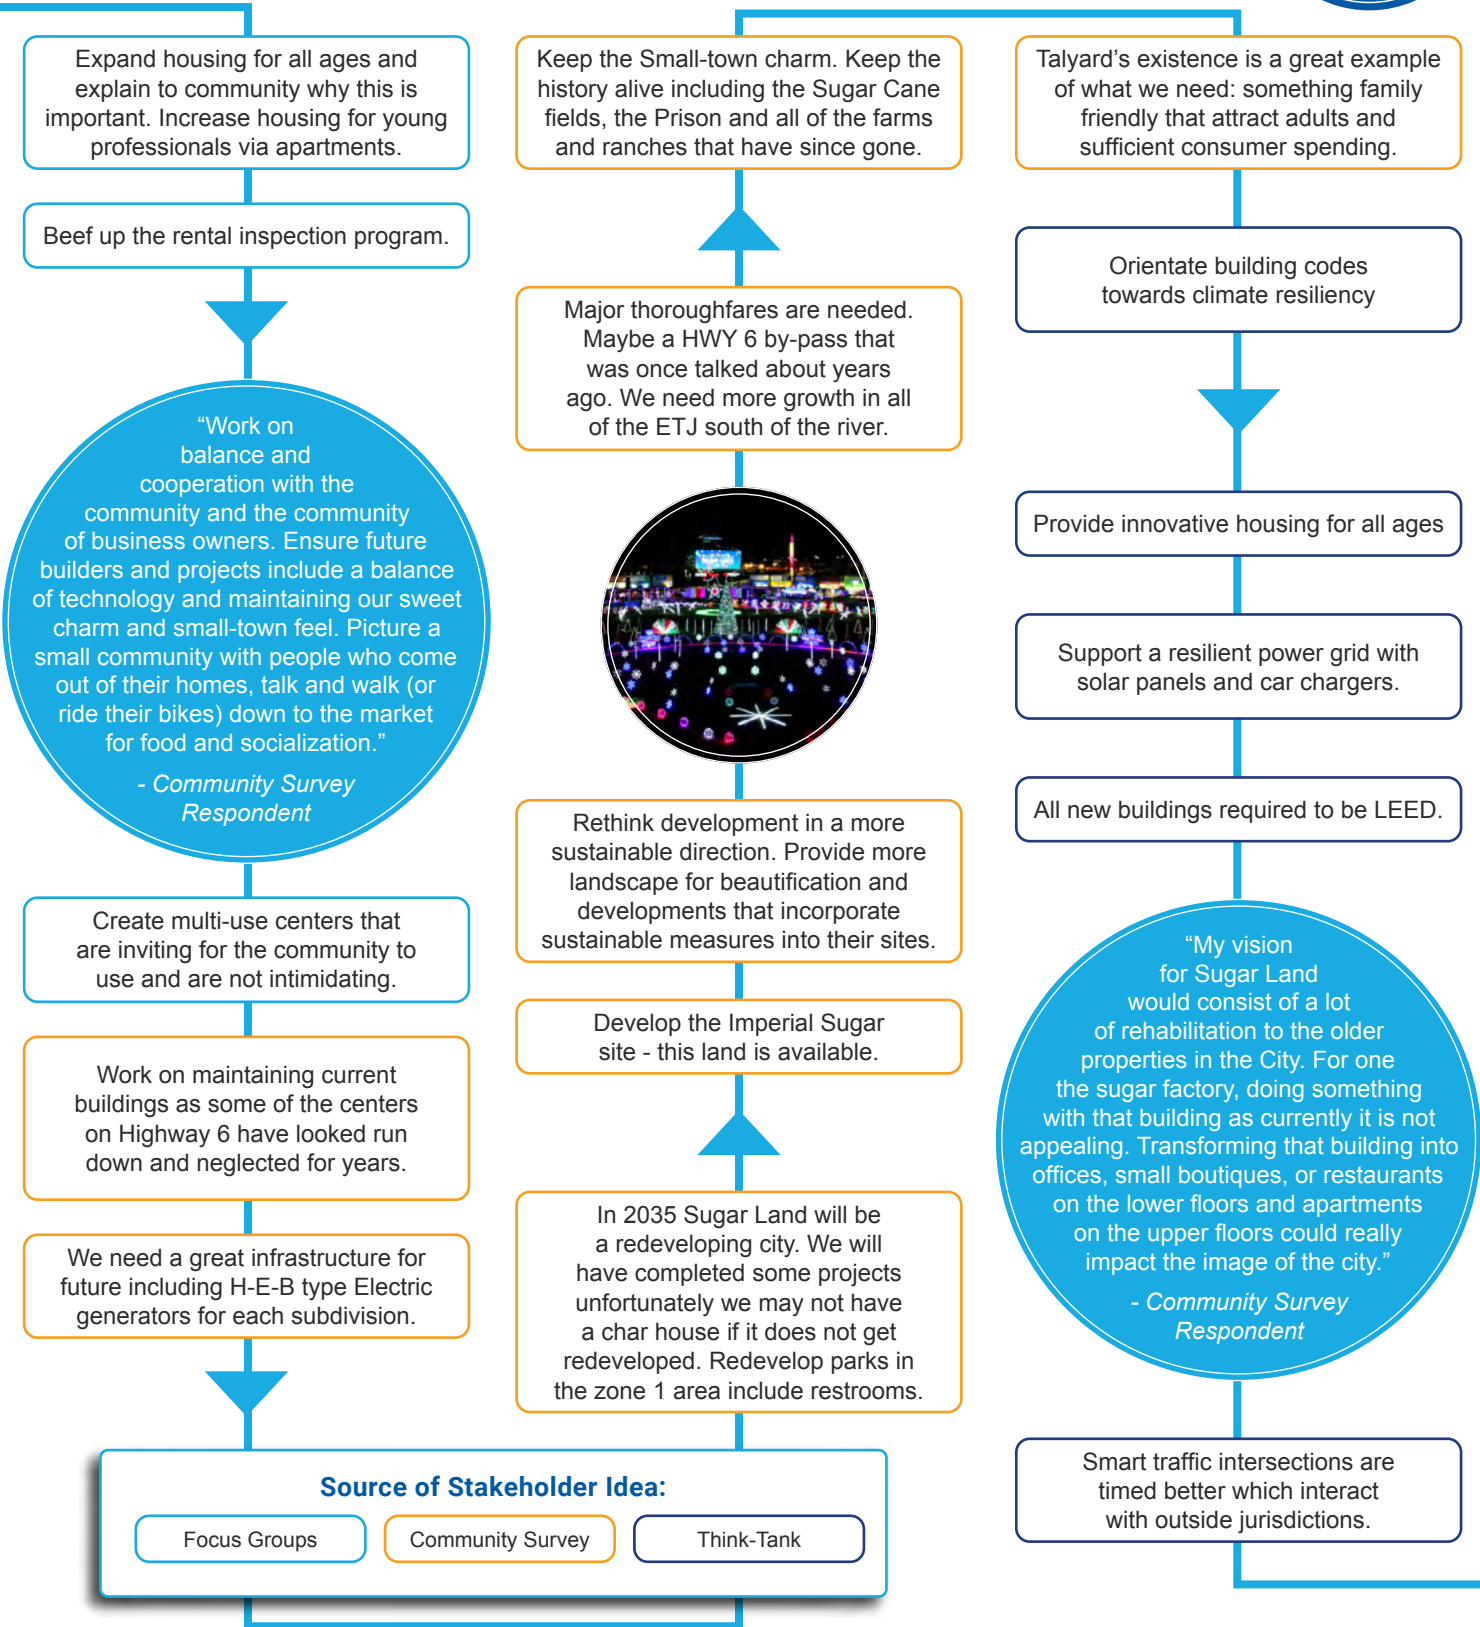 Expand housing for all ages and
explain to community why this is
important. Increase housing for young
professionals via apartments.
Beef up the rental inspection program.
“Work on
balance and
cooperation with the
community and the community
of business owners. Ensure future
builders and projects include a balance
of technology and maintaining our sweet
charm and small-town feel. Picture a
small community with people who come
out of their homes, talk and walk (or
ride their bikes) down to the market
for food and socialization.”
- Community Survey
Respondent
Create multi-use centers that
are inviting for the community to
use and are not intimidating.
Work on maintaining current
buildings as some of the centers
on Highway 6 have looked run
down and neglected for years.
We need a great infrastructure for
future including H-E-B type Electric
generators for each subdivision.
Source of Stakeholder Idea:
Focus Groups
Community Survey
Think-Tank
In 2035 Sugar Land will be
a redeveloping city. We will
have completed some projects
unfortunately we may not have
a char house if it does not get
redeveloped. Redevelop parks in
the zone 1 area include restrooms.
Develop the Imperial Sugar
site - this land is available.
Rethink development in a more
sustainable direction. Provide more
landscape for beautification and
developments that incorporate
sustainable measures into their sites.
Major thoroughfares are needed.
Maybe a HWY 6 by-pass that
was once talked about years
ago. We need more growth in all
of the ETJ south of the river.
Keep the Small-town charm. Keep the
history alive including the Sugar Cane
fields, the Prison and all of the farms
and ranches that have since gone.
Talyard’s existence is a great example
of what we need: something family
friendly that attract adults and
sufficient consumer spending.
Orientate building codes
towards climate resiliency
Provide innovative housing for all ages
Support a resilient power grid with
solar panels and car chargers.
All new buildings required to be LEED.
“My vision
for Sugar Land
would consist of a lot
of rehabilitation to the older
properties in the City. For one
the sugar factory, doing something
with that building as currently it is not
appealing. Transforming that building into
offices, small boutiques, or restaurants
on the lower floors and apartments
on the upper floors could really
impact the image of the city.”
- Community Survey
Respondent
Smart traffic intersections are
timed better which interact
with outside jurisdictions.